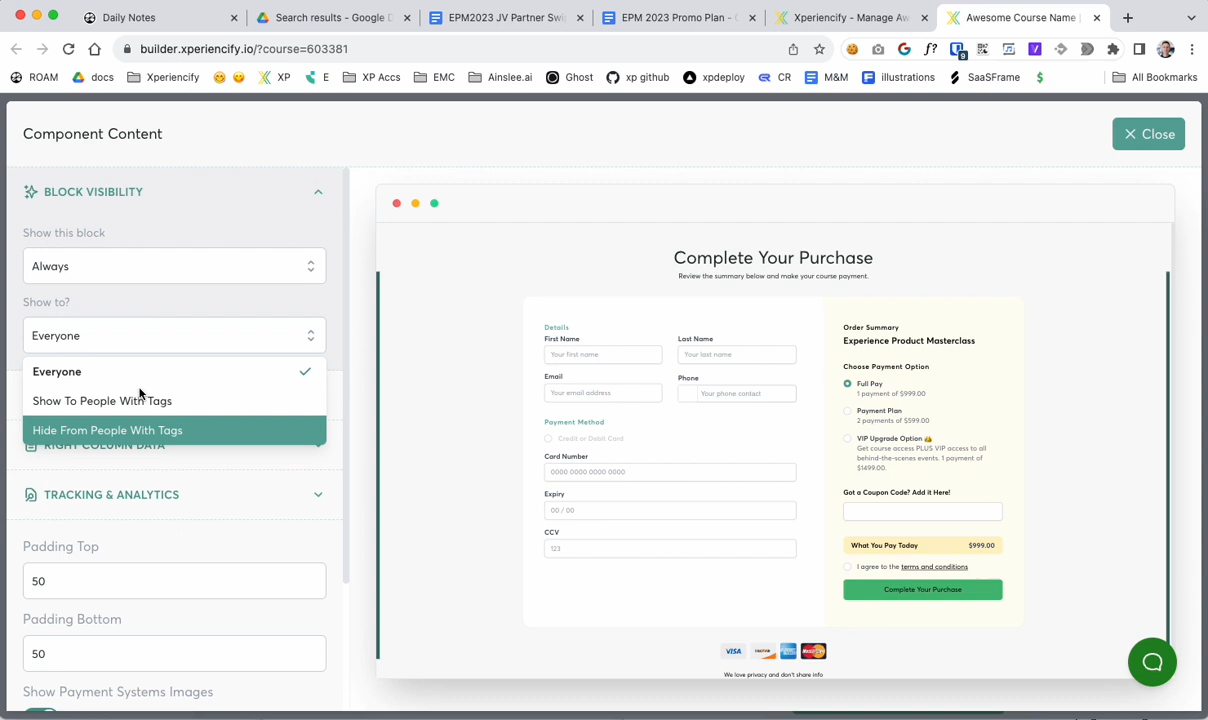 Daily Notes
Search results - Google D
EPM2023 JV Partner Swi
EPM 2023 Promo Plan - G
Xperiencify - Manage Aw
Awesome Course Name |
builder.xperiencify.io/?course=603381
ROAM
docs
Xperiencify
XP
E
XP Accs
EMC
Ainslee.ai
Ghost
xp github
xpdeploy
CR
M&M
illustrations
SaaSFrame
All Bookmarks
Component Content
Close
BLOCK VISIBILITY
Show this block
Always
Show to?
Everyone
Everyone
Show To People With Tags
Hide From People With Tags
RIGHT COLUMN DATA
TRACKING & ANALYTICS
Padding Top
50
Padding Bottom
50
Show Payment Systems Images
Complete Your Purchase
Review the summary below and make your course payment.
Details
First Name
Last Name
Your first name
Your last name
Email
Phone
Your email address
Your phone contact
Payment Method
Credit or Debit Card
Card Number
0000 0000 0000 0000
Expiry
00 / 00
CCV
123
Order Summary
Experience Product Masterclass
Choose Payment Option
Full Pay
1 payment of $999.00
Payment Plan
2 payments of $599.00
VIP Upgrade Option
Get course access PLUS VIP access to all
behind-the-scenes events. 1 payment of
$1499.00.
Got a Coupon Code? Add it Here!
What You Pay Today
$999.00
I agree to the terms and conditions
Complete Your Purchase
VISA
We love privacy and don't share info